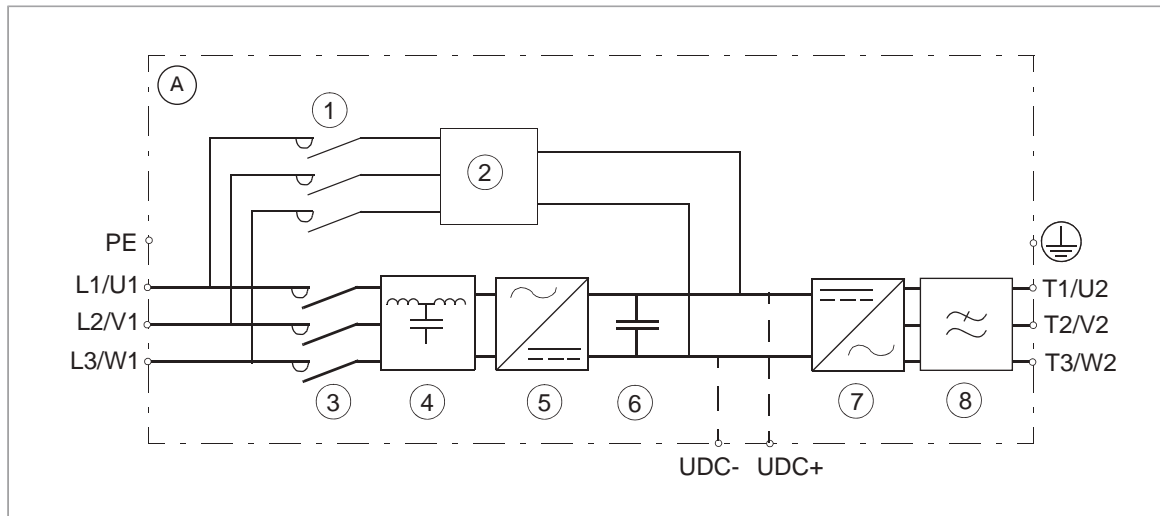 A
1
2
PE
L1/U1
L2/V1
L3/W1
T1/U2
T2/V2
T3/W2
3
4
5
6
7
8
UDC- UDC+